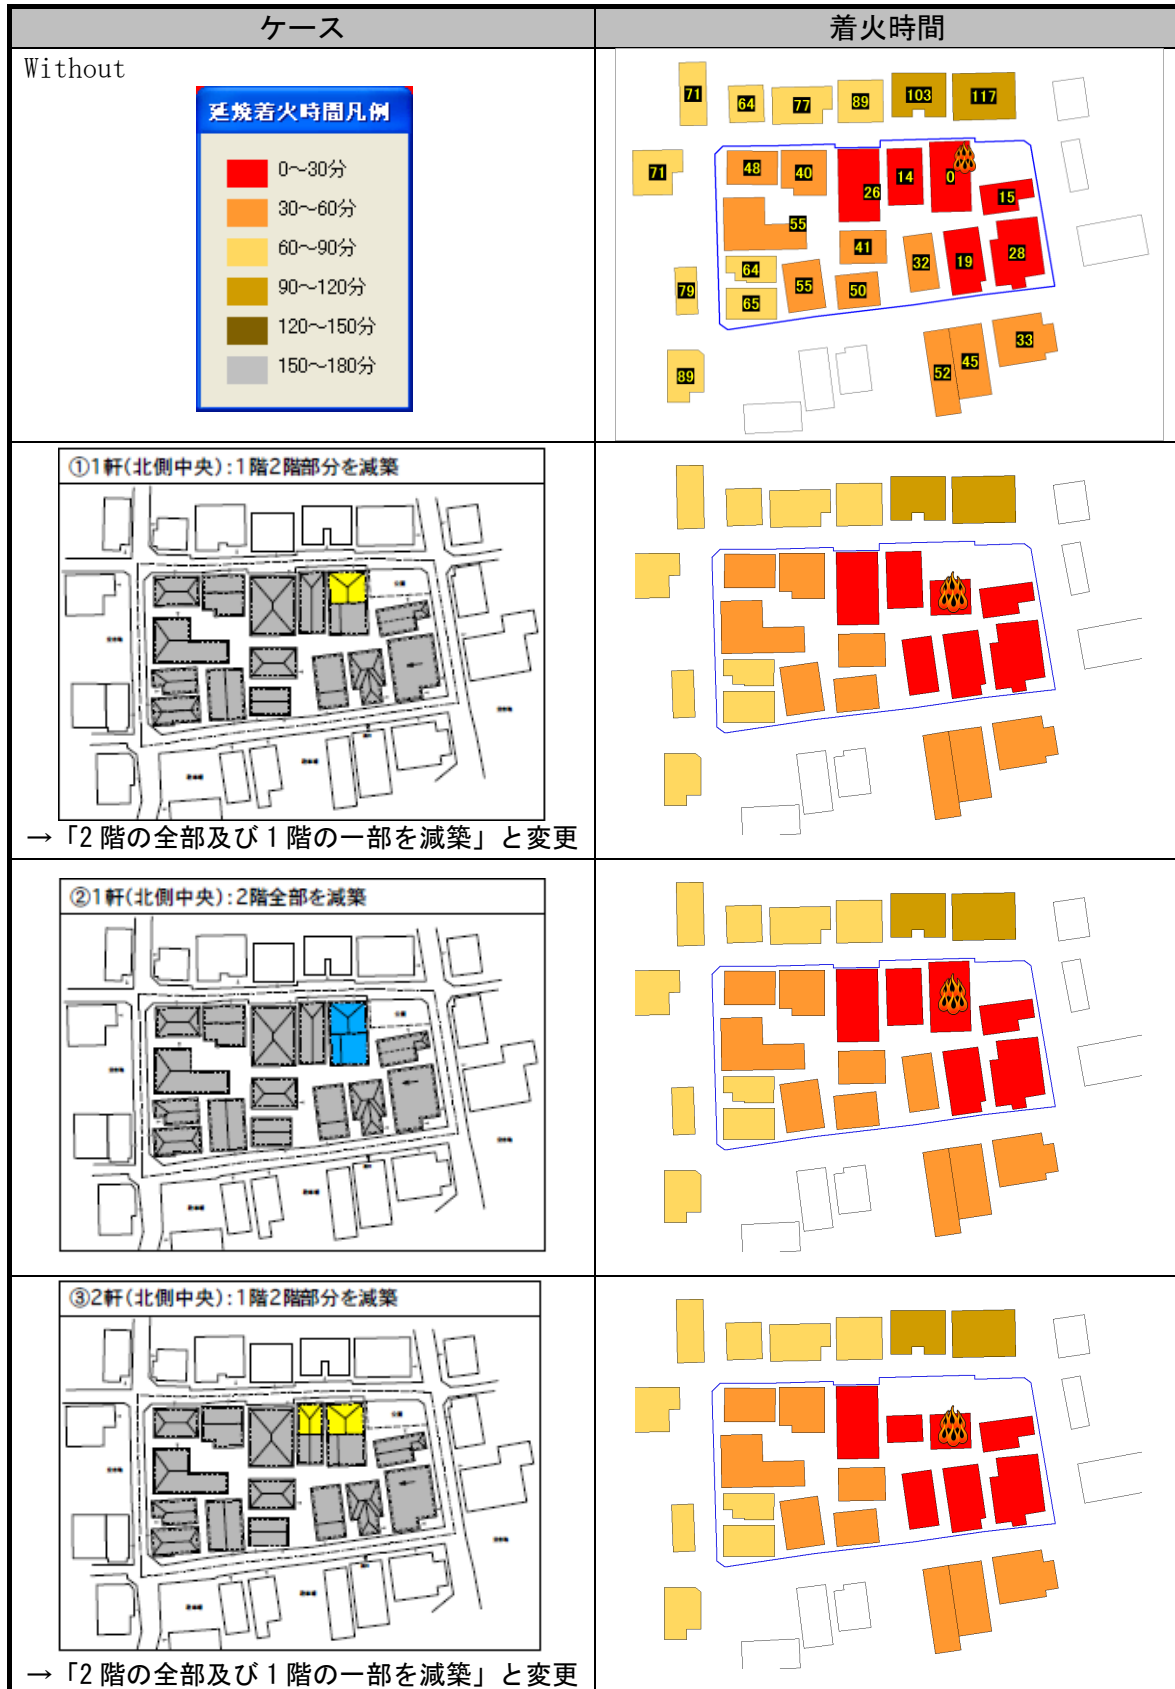 ケース
着火時間
Without
延焼着火時間凡例
0～30分
30～60分
60～90分
90～120分
120～150分
150～180分
71 64 77 89 103 117
71 48 40 26 14 0 15
55 41 32 19 28
64 79 65 55 50
89 52 45 33
①1軒(北側中央):1階2階部分を減築
→「2階の全部及び1階の一部を減築」と変更
②1軒(北側中央):2階全部を減築
③2軒(北側中央):1階2階部分を減築
→「2階の全部及び1階の一部を減築」と変更